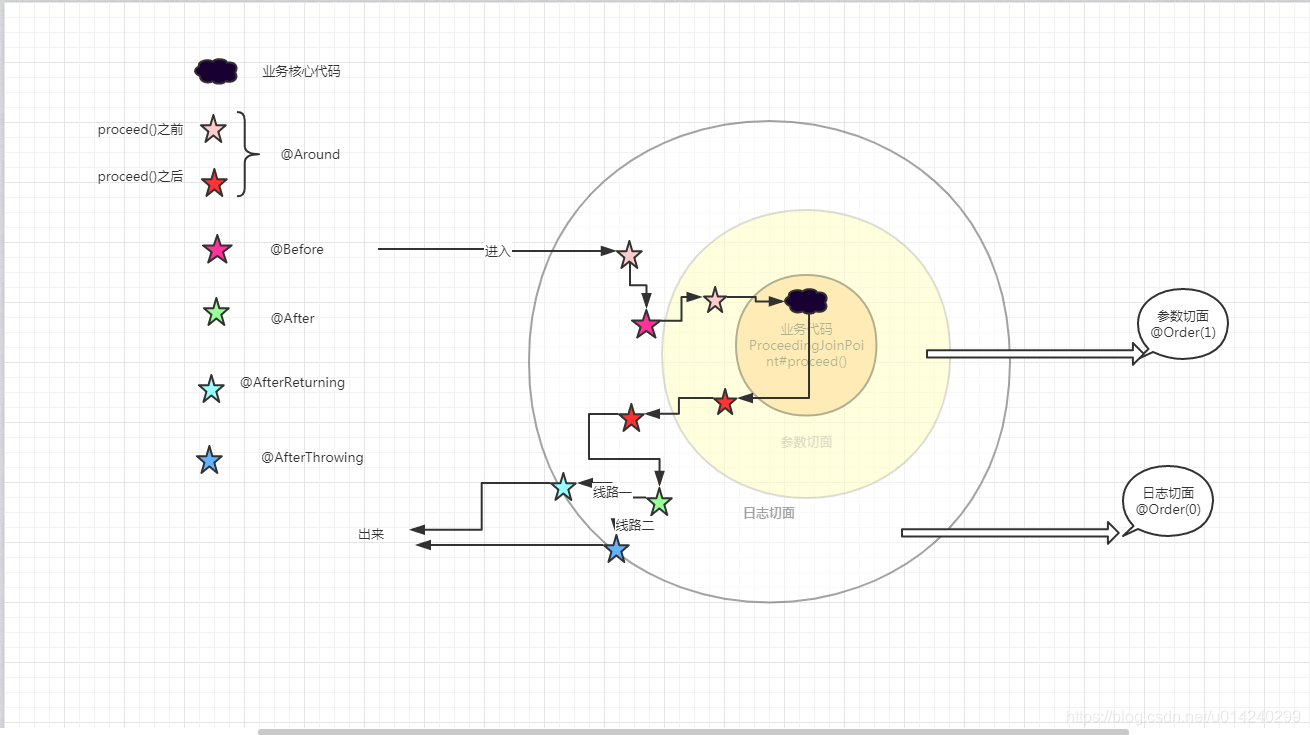 业务核心代码
proceed()之前
@Around
proceed()之后
@Before
@After
@AfterReturning
@AfterThrowing
进入
业务代码
ProceedingJoinPoi
nt#proceed()
参数切面
日志切面
线路一
线路二
出来
参数切面
@Order(1)
日志切面
@Order(0)
https://blog.csdn.net/u014240299